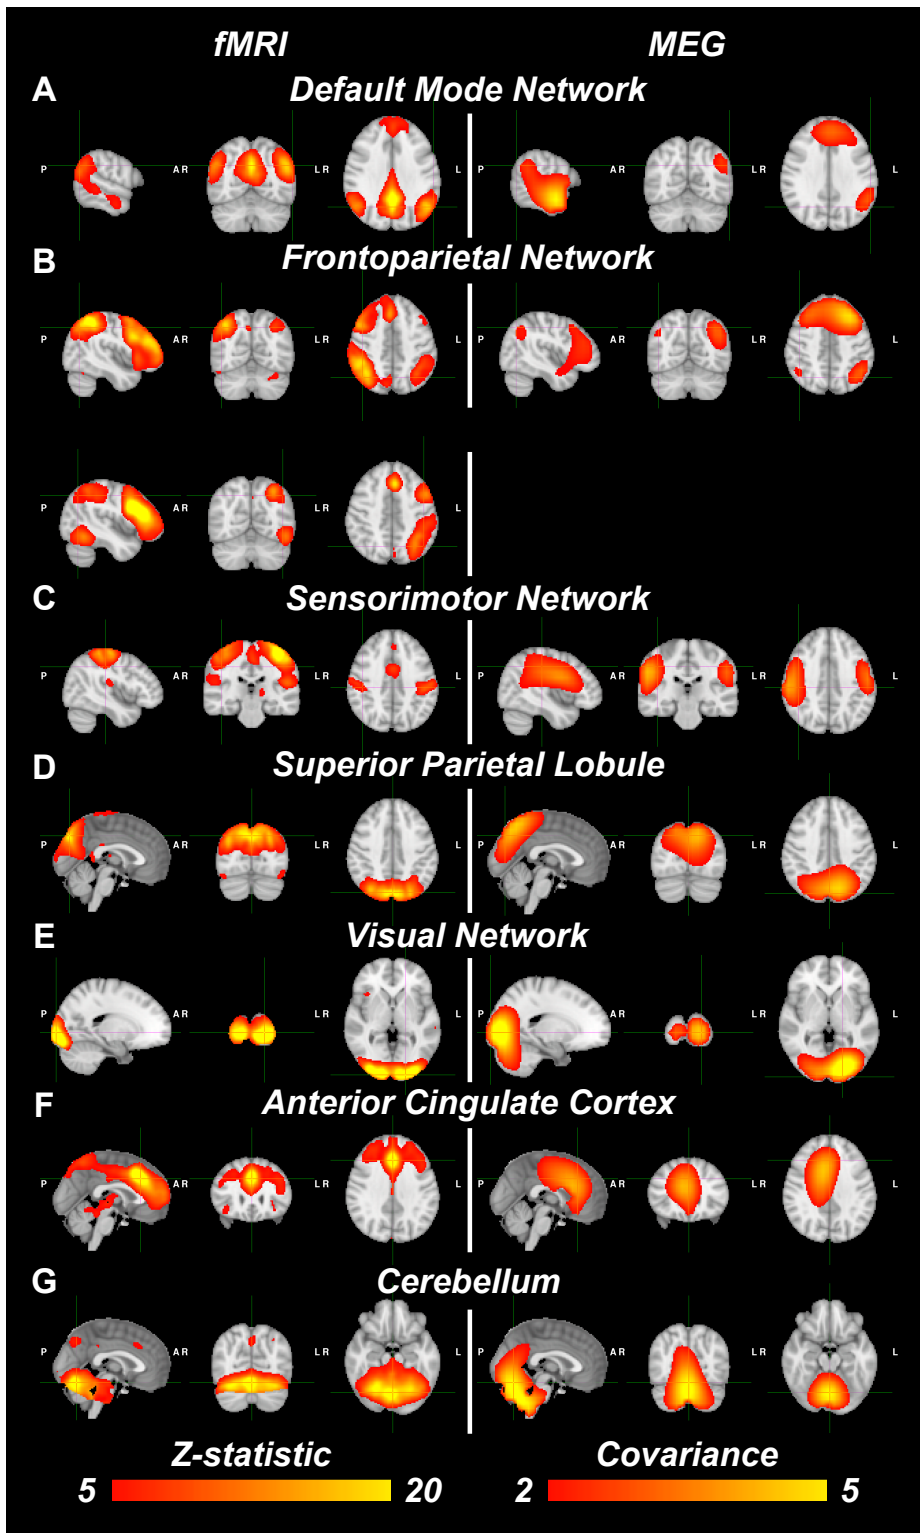 fMRI MEG
A Default Mode Network
P A R L R L P A R L R L
B Frontoparietal Network
P A R L R L P A R L R L
P A R L R L
C Sensorimotor Network
P A R L R L P A R L R L
D Superior Parietal Lobule
P A R L R L P A R L R L
E Visual Network
P A R L R L P A R L R L
F Anterior Cingulate Cortex
P A R L R L P A R L R L
G Cerebellum
P A R L R L P A R L R L
Z-statistic Covariance
5 20 2 5